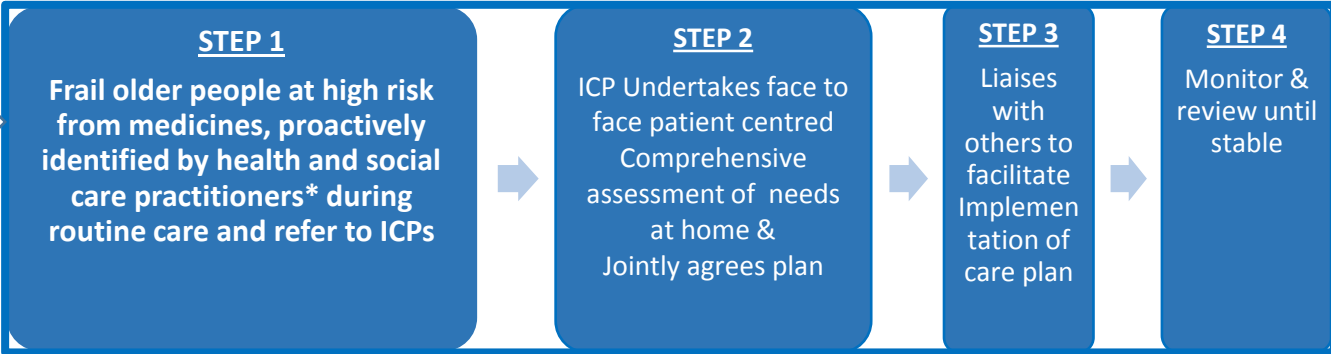 STEP 1
Frail older people at high risk
from medicines, proactively
identified by health and social
care practitioners* during
routine care and refer to ICPs
STEP 2
ICP Undertakes face to
face patient centred
Comprehensive
assessment of needs
at home &
Jointly agrees plan
STEP 3
Liaises
with
others to
facilitate
Implemen
tation of
care plan
STEP 4
Monitor &
review until
stable